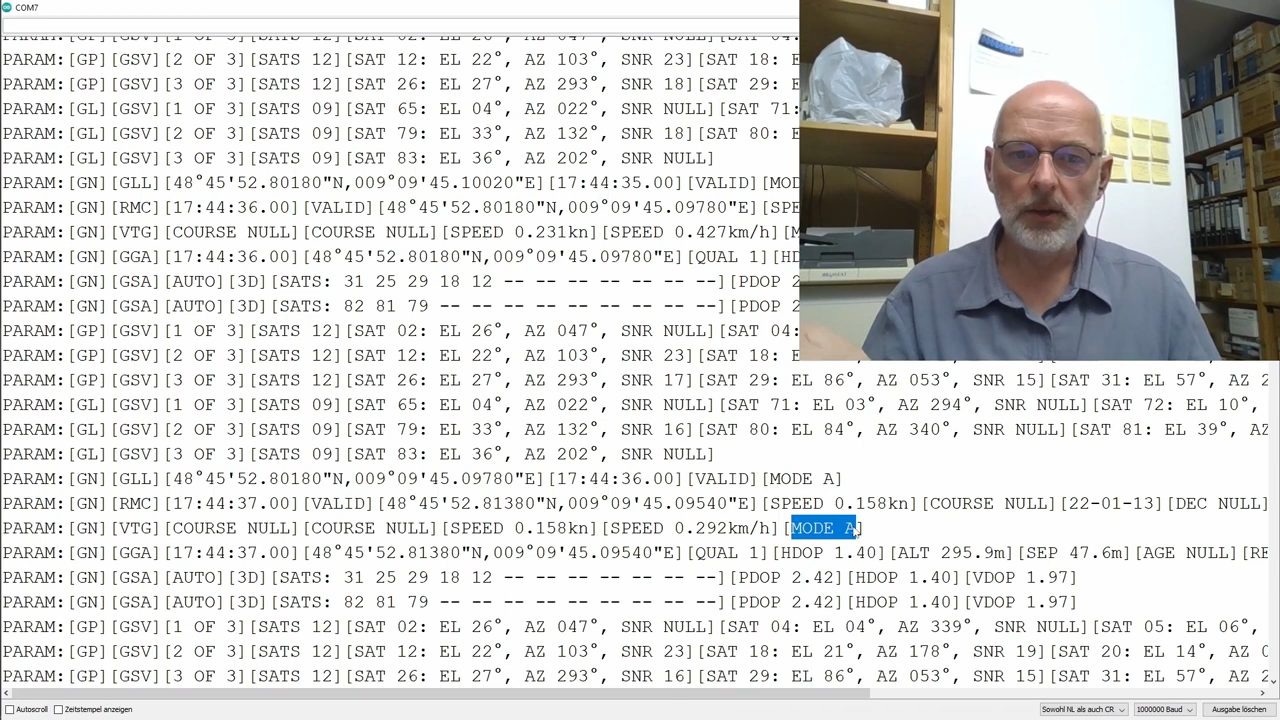 COM7
PARAM:[GP][GSV][2 OF 3][SATS 12][SAT 12: EL 22°, AZ 103°, SNR 23][SAT 18: E
PARAM:[GP][GSV][3 OF 3][SATS 12][SAT 26: EL 27°, AZ 293°, SNR 18][SAT 29: E
PARAM:[GL][GSV][1 OF 3][SATS 09][SAT 65: EL 04°, AZ 022°, SNR NULL][SAT 71:
PARAM:[GL][GSV][2 OF 3][SATS 09][SAT 79: EL 33°, AZ 132°, SNR 18][SAT 80: E
PARAM:[GL][GSV][3 OF 3][SATS 09][SAT 83: EL 36°, AZ 202°, SNR NULL]
PARAM:[GN][GLL][48°45'52.80180"N,009°09'45.10020"E][17:44:35.00][VALID][MOD
PARAM:[GN][RMC][17:44:36.00][VALID][48°45'52.80180"N,009°09'45.09780"E][SPE
PARAM:[GN][VTG][COURSE NULL][COURSE NULL][SPEED 0.231kn][SPEED 0.427km/h][M
PARAM:[GN][GGA][17:44:36.00][48°45'52.80180"N,009°09'45.09780"E][QUAL 1][HD
PARAM:[GN][GSA][AUTO][3D][SATS: 31 25 29 18 12 -- -- -- -- -- -- --][PDOP 2
PARAM:[GN][GSA][AUTO][3D][SATS: 82 81 79 -- -- -- -- -- -- -- -- --][PDOP 2
PARAM:[GP][GSV][1 OF 3][SATS 12][SAT 02: EL 26°, AZ 047°, SNR NULL][SAT 04:
PARAM:[GP][GSV][2 OF 3][SATS 12][SAT 12: EL 22°, AZ 103°, SNR 23][SAT 18: E
PARAM:[GP][GSV][3 OF 3][SATS 12][SAT 26: EL 27°, AZ 293°, SNR 17][SAT 29: EL 86°, AZ 053°, SNR 15][SAT 31: EL 57°, AZ 2
PARAM:[GL][GSV][1 OF 3][SATS 09][SAT 65: EL 04°, AZ 022°, SNR NULL][SAT 71: EL 03°, AZ 294°, SNR NULL][SAT 72: EL 10°,
PARAM:[GL][GSV][2 OF 3][SATS 09][SAT 79: EL 33°, AZ 132°, SNR 16][SAT 80: EL 84°, AZ 340°, SNR NULL][SAT 81: EL 39°, AZ
PARAM:[GL][GSV][3 OF 3][SATS 09][SAT 83: EL 36°, AZ 202°, SNR NULL]
PARAM:[GN][GLL][48°45'52.80180"N,009°09'45.09780"E][17:44:36.00][VALID][MODE A]
PARAM:[GN][RMC][17:44:37.00][VALID][48°45'52.81380"N,009°09'45.09540"E][SPEED 0.158kn][COURSE NULL][22-01-13][DEC NULL]
PARAM:[GN][VTG][COURSE NULL][COURSE NULL][SPEED 0.158kn][SPEED 0.292km/h][MODE A]
PARAM:[GN][GGA][17:44:37.00][48°45'52.81380"N,009°09'45.09540"E][QUAL 1][HDOP 1.40][ALT 295.9m][SEP 47.6m][AGE NULL][RE
PARAM:[GN][GSA][AUTO][3D][SATS: 31 25 29 18 12 -- -- -- -- -- -- --][PDOP 2.42][HDOP 1.40][VDOP 1.97]
PARAM:[GN][GSA][AUTO][3D][SATS: 82 81 79 -- -- -- -- -- -- -- -- --][PDOP 2.42][HDOP 1.40][VDOP 1.97]
PARAM:[GP][GSV][1 OF 3][SATS 12][SAT 02: EL 26°, AZ 047°, SNR NULL][SAT 04: EL 04°, AZ 339°, SNR NULL][SAT 05: EL 06°,
PARAM:[GP][GSV][2 OF 3][SATS 12][SAT 12: EL 22°, AZ 103°, SNR 23][SAT 18: EL 21°, AZ 178°, SNR 19][SAT 20: EL 14°, AZ 0
PARAM:[GP][GSV][3 OF 3][SATS 12][SAT 26: EL 27°, AZ 293°, SNR 16][SAT 29: EL 86°, AZ 053°, SNR 15][SAT 31: EL 57°, AZ 2
Autoscroll Zeitstempel anzeigen Sowohl NL als auch CR 1000000 Baud Ausgabe löschen